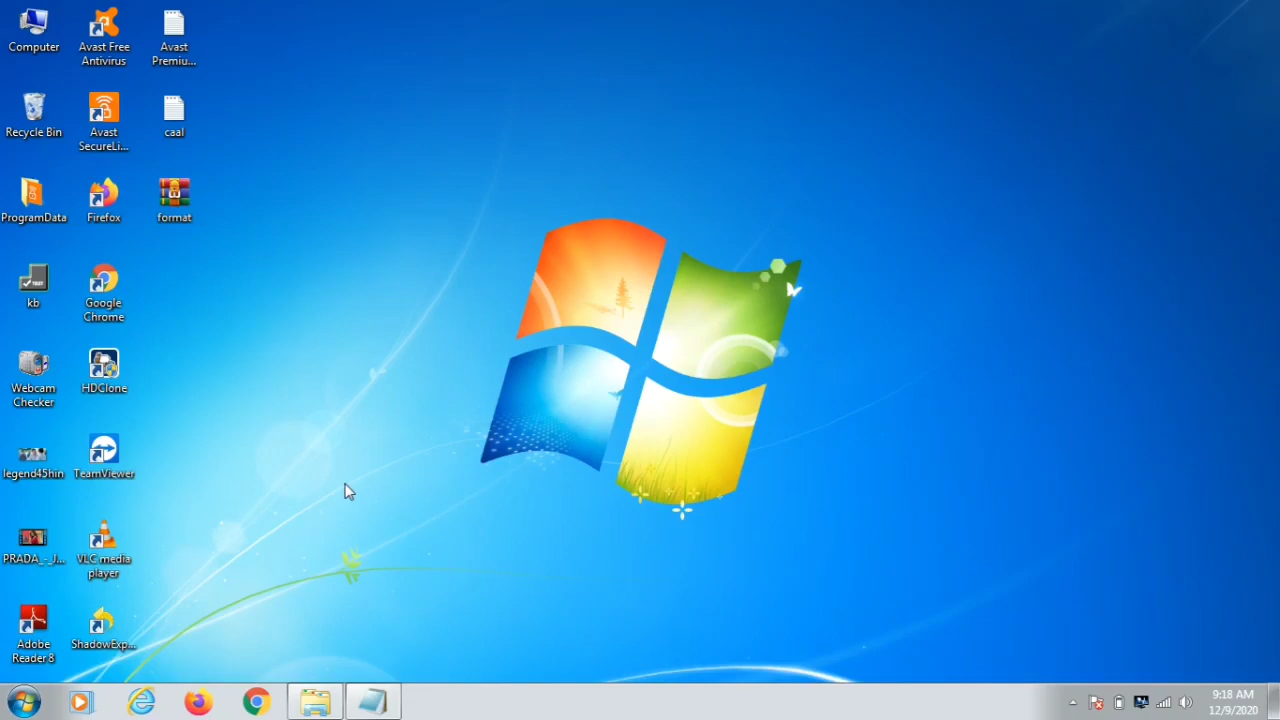 Computer
Avast Free
Antivirus
Avast
Premiu...
Recycle Bin
Avast
SecureLi...
caal
ProgramData
Firefox
format
kb
Google
Chrome
Webcam
Checker
HDClone
legend45hin
TeamViewer
PRADA_-_J...
VLC media
player
Adobe
Reader 8
ShadowExp...
9:18 AM
12/9/2020